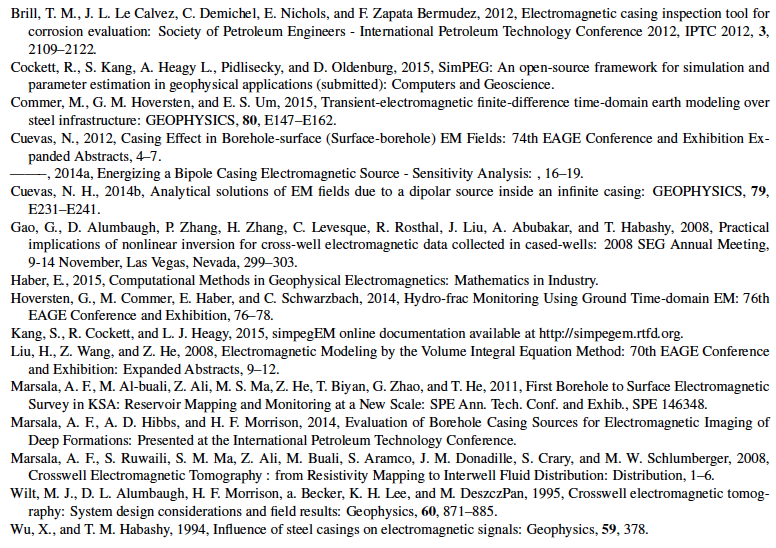 Brill, T. M., J. L. Le Calvez, C. Demichel, E. Nichols, and F. Zapata Bermudez, 2012, Electromagnetic casing inspection tool for
corrosion evaluation: Society of Petroleum Engineers - International Petroleum Technology Conference 2012, IPTC 2012, 3,
2109–2122.
Cockett, R., S. Kang, A. Heagy L., Pidlisecky, and D. Oldenburg, 2015, SimPEG: An open-source framework for simulation and
parameter estimation in geophysical applications (submitted): Computers and Geoscience.
Commer, M., G. M. Hoversten, and E. S. Um, 2015, Transient-electromagnetic finite-difference time-domain earth modeling over
steel infrastructure: GEOPHYSICS, 80, E147–E162.
Cuevas, N., 2012, Casing Effect in Borehole-surface (Surface-borehole) EM Fields: 74th EAGE Conference and Exhibition Ex-
panded Abstracts, 4–7.
———, 2014a, Energizing a Bipole Casing Electromagnetic Source - Sensitivity Analysis: , 16–19.
Cuevas, N. H., 2014b, Analytical solutions of EM fields due to a dipolar source inside an infinite casing: GEOPHYSICS, 79,
E231–E241.
Gao, G., D. Alumbaugh, P. Zhang, H. Zhang, C. Levesque, R. Rosthal, J. Liu, A. Abubakar, and T. Habashy, 2008, Practical
implications of nonlinear inversion for cross-well electromagnetic data collected in cased-wells: 2008 SEG Annual Meeting,
9-14 November, Las Vegas, Nevada, 299–303.
Haber, E., 2015, Computational Methods in Geophysical Electromagnetics: Mathematics in Industry.
Hoversten, G., M. Commer, E. Haber, and C. Schwarzbach, 2014, Hydro-frac Monitoring Using Ground Time-domain EM: 76th
EAGE Conference and Exhibition, 76–78.
Kang, S., R. Cockett, and L. J. Heagy, 2015, simpegEM online documentation available at http://simpegem.rtfd.org.
Liu, H., Z. Wang, and Z. He, 2008, Electromagnetic Modeling by the Volume Integral Equation Method: 70th EAGE Conference
and Exhibition: Expanded Abstracts, 9–12.
Marsala, A. F., M. Al-buali, Z. Ali, M. S. Ma, Z. He, T. Biyan, G. Zhao, and T. He, 2011, First Borehole to Surface Electromagnetic
Survey in KSA: Reservoir Mapping and Monitoring at a New Scale: SPE Ann. Tech. Conf. and Exhib., SPE 146348.
Marsala, A. F., A. D. Hibbs, and H. F. Morrison, 2014, Evaluation of Borehole Casing Sources for Electromagnetic Imaging of
Deep Formations: Presented at the International Petroleum Technology Conference.
Marsala, A. F., S. Ruwaili, S. M. Ma, Z. Ali, M. Buali, S. Aramco, J. M. Donadille, S. Crary, and M. W. Schlumberger, 2008,
Crosswell Electromagnetic Tomography : from Resistivity Mapping to Interwell Fluid Distribution: Distribution, 1–6.
Wilt, M. J., D. L. Alumbaugh, H. F. Morrison, a. Becker, K. H. Lee, and M. DeszczPan, 1995, Crosswell electromagnetic tomog-
raphy: System design considerations and field results: Geophysics, 60, 871–885.
Wu, X., and T. M. Habashy, 1994, Influence of steel casings on electromagnetic signals: Geophysics, 59, 378.